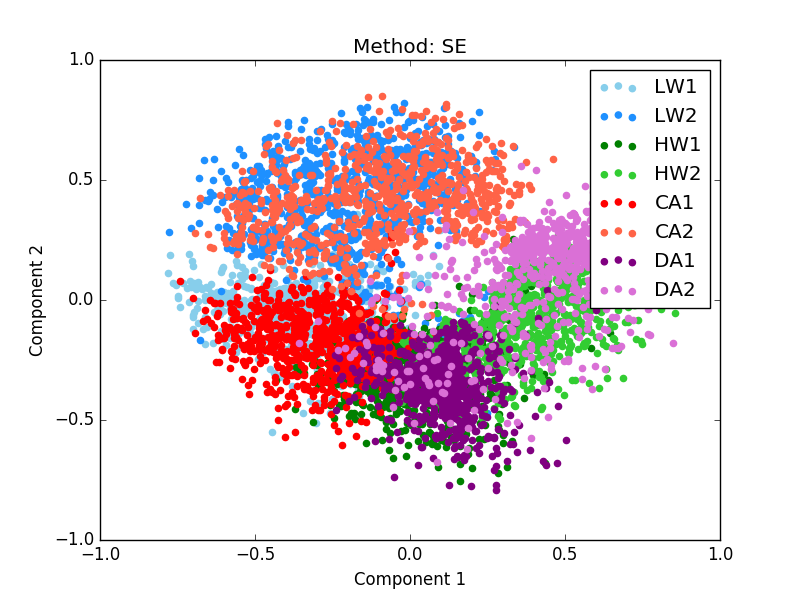 Method: SE
1.0
0.5
0.0
−0.5
−1.0
−1.0
−0.5
0.0
0.5
1.0
Component 1
Component 2
LW1
LW2
HW1
HW2
CA1
CA2
DA1
DA2